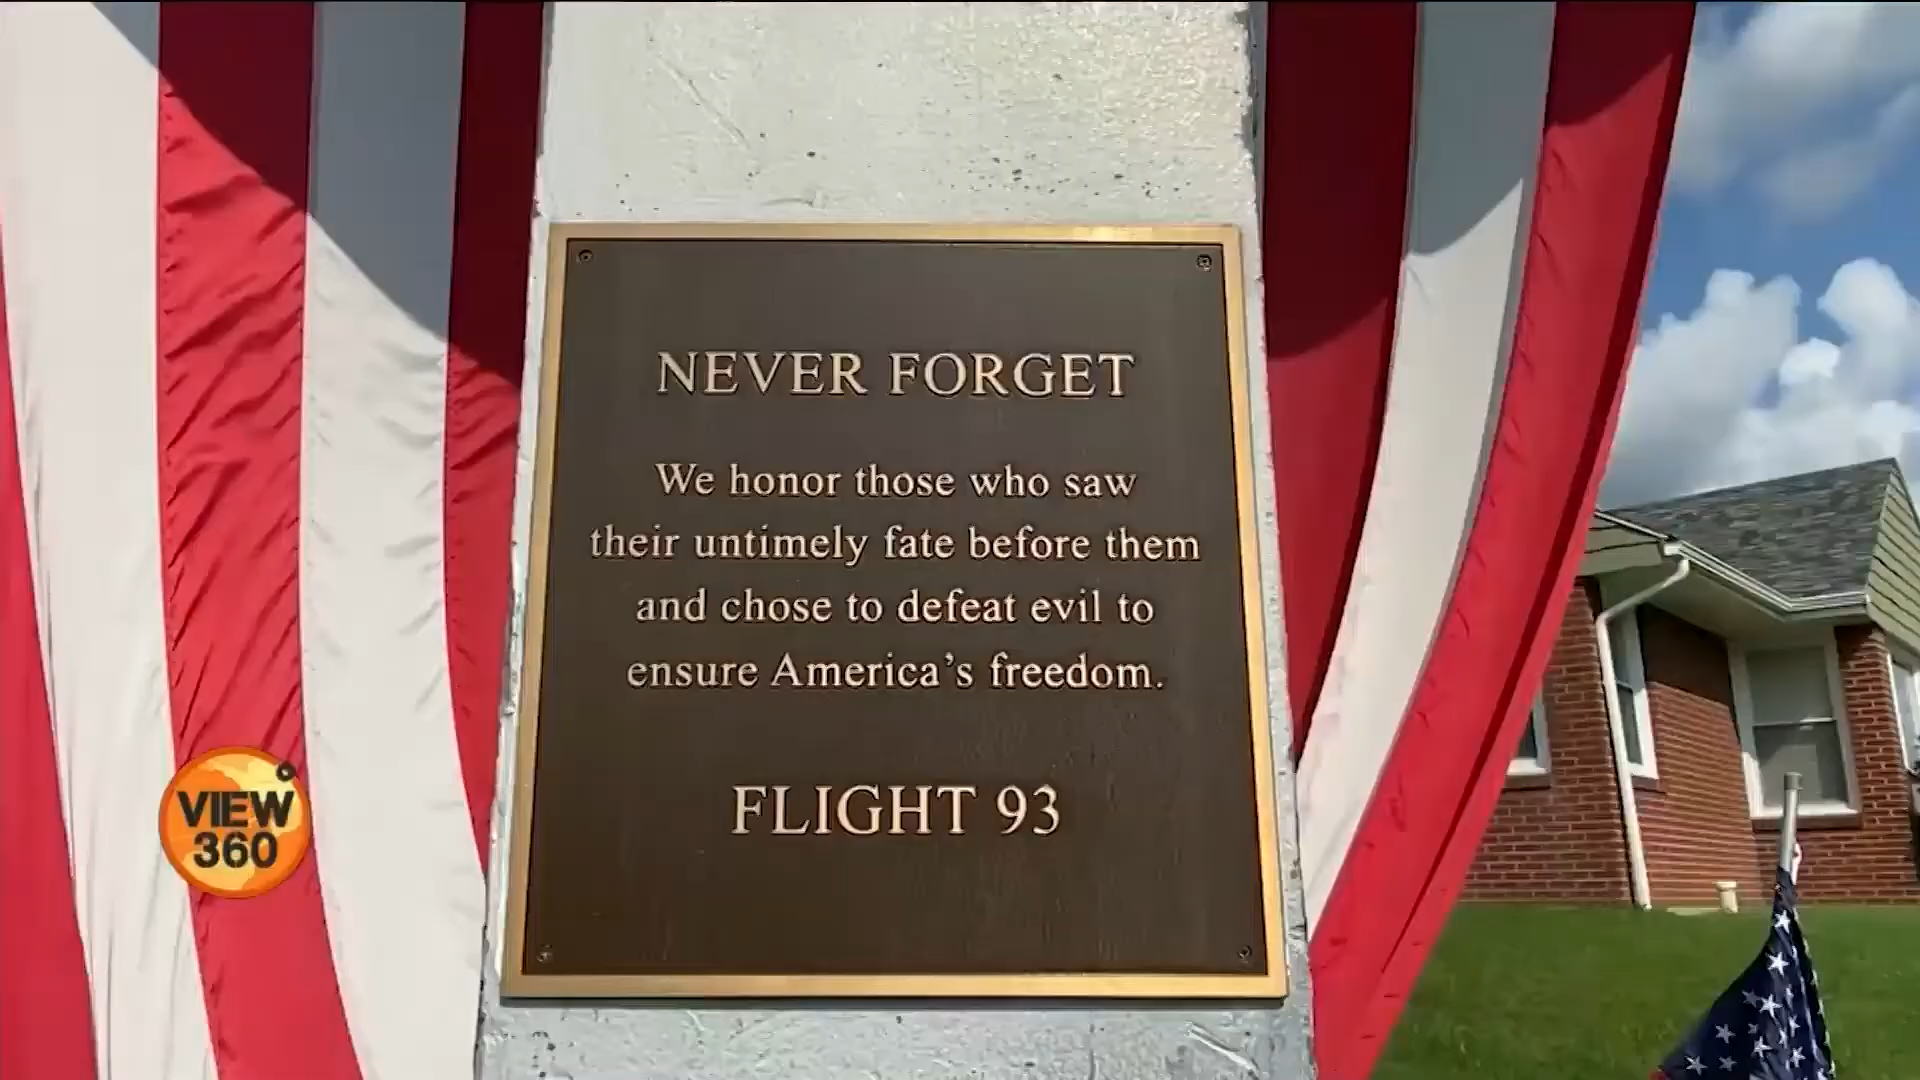 NEVER FORGET
We honor those who saw
their untimely fate before them
and chose to defeat evil to
ensure America's freedom.
FLIGHT 93
VIEW°
360